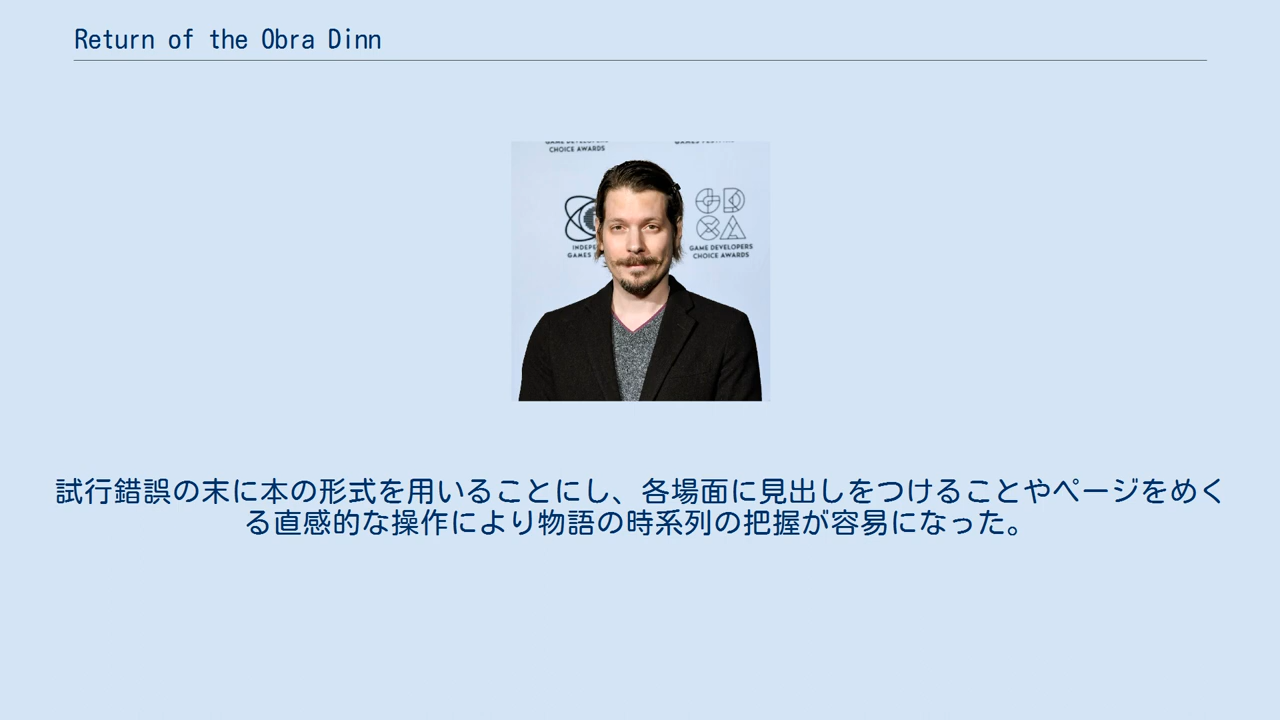 Return of the Obra Dinn
CHOICE AWARDS
GAME DEVELOPERS
CHOICE AWARDS
GAMES
試行錯誤の末に本の形式を用いることにし、各場面に見出しをつけることやページをめく
る直感的な操作により物語の時系列の把握が容易になった。